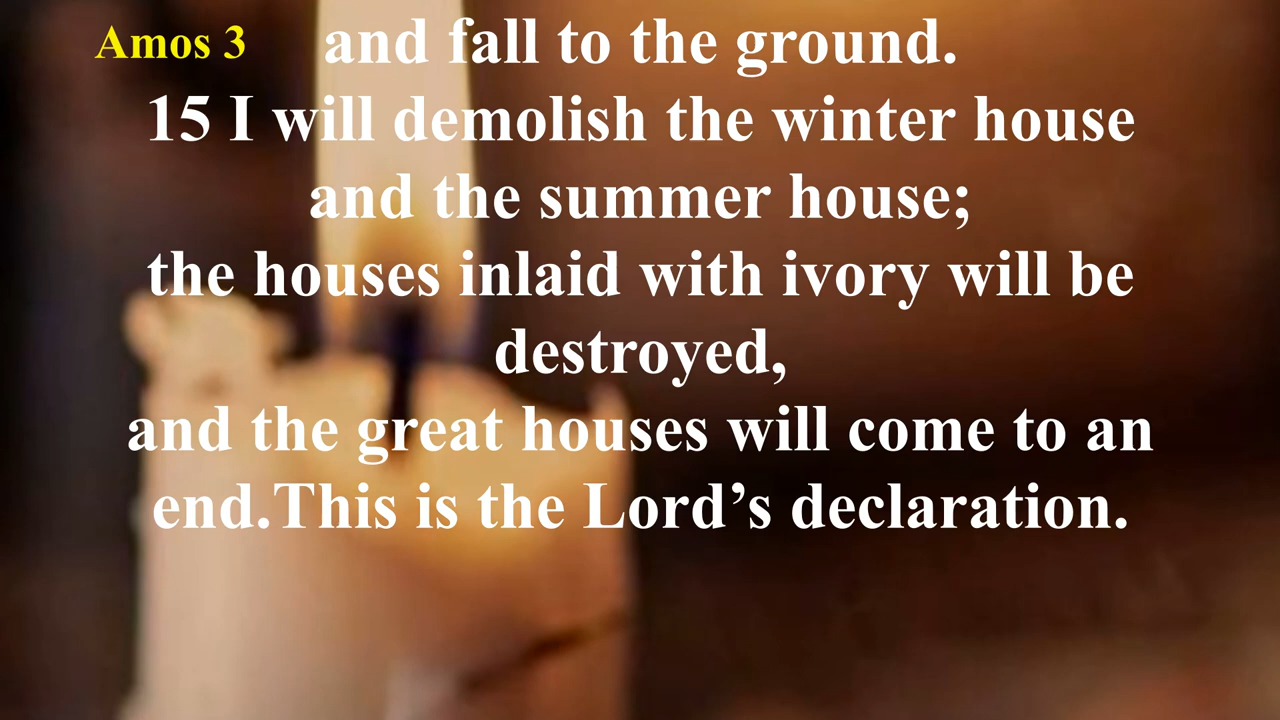 Amos 3
and fall to the ground.
15 I will demolish the winter house
and the summer house;
the houses inlaid with ivory will be
destroyed,
and the great houses will come to an
end.This is the Lord’s declaration.